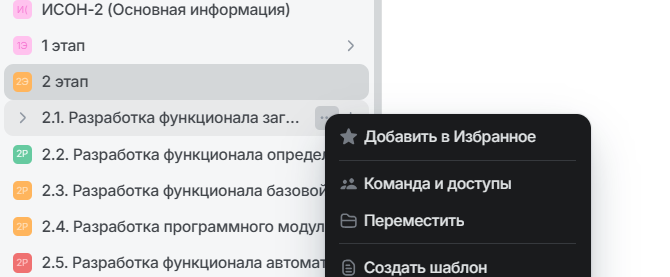 И( ИСОН-2 (Основная информация)
1Э 1 этап
2Э 2 этап
2.1. Разработка функционала заг...
2Р 2.2. Разработка функционала опреде
2Р 2.3. Разработка функционала базовой
2Р 2.4. Разработка программного модул
2Р 2.5. Разработка функционала автомат
Добавить в Избранное
Команда и доступы
Переместить
Создать шаблон